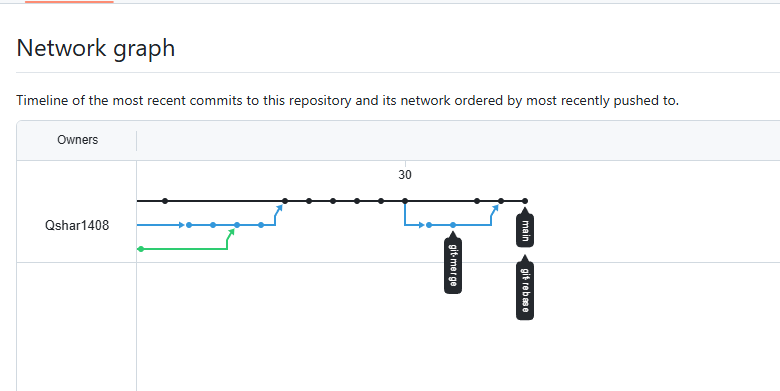 Network graph
Timeline of the most recent commits to this repository and its network ordered by most recently pushed to.
Owners
30
Qshar1408
main
git-merge
git-rebase